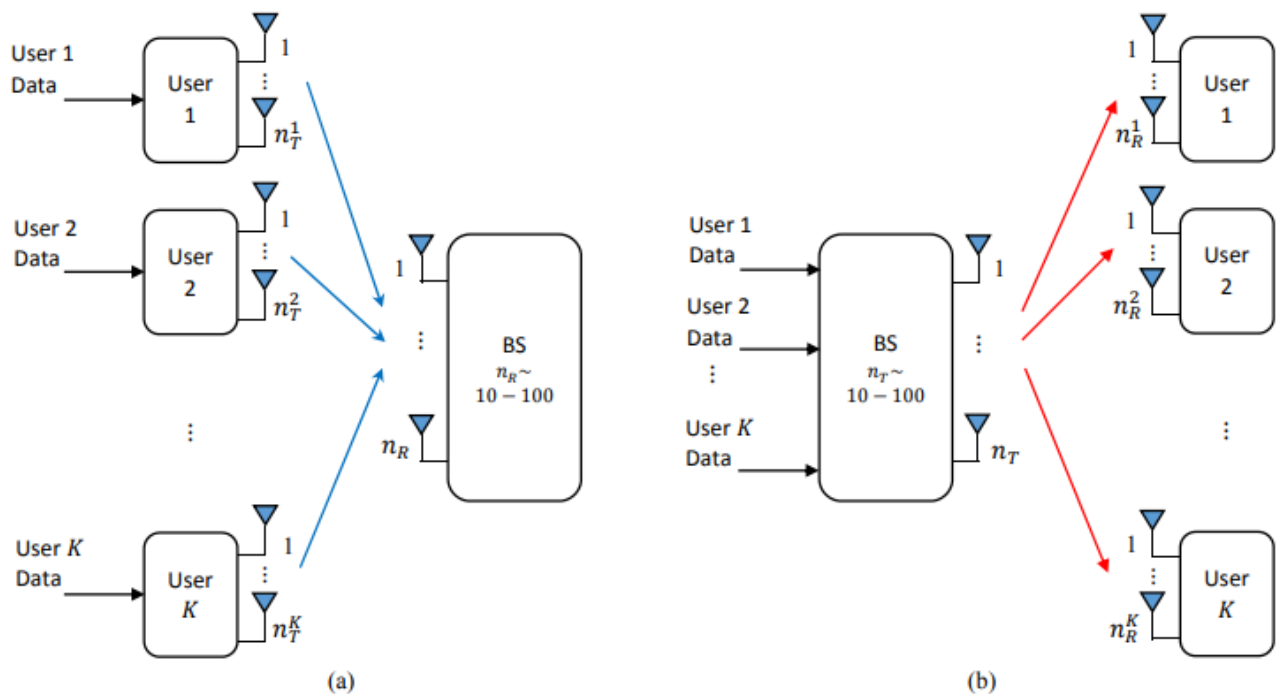 User 1
Data
User
1
1
⋮
n_T^1
User 2
Data
User
2
1
⋮
n_T^2
⋮
User K
Data
User
K
1
⋮
n_T^K
1
⋮
n_R
BS
n_R~
10 − 100
(a)
User 1
Data
User 2
Data
⋮
User K
Data
BS
n_T~
10 − 100
1
⋮
n_T
1
⋮
n_R^1
User
1
1
⋮
n_R^2
User
2
⋮
1
⋮
n_R^K
User
K
(b)